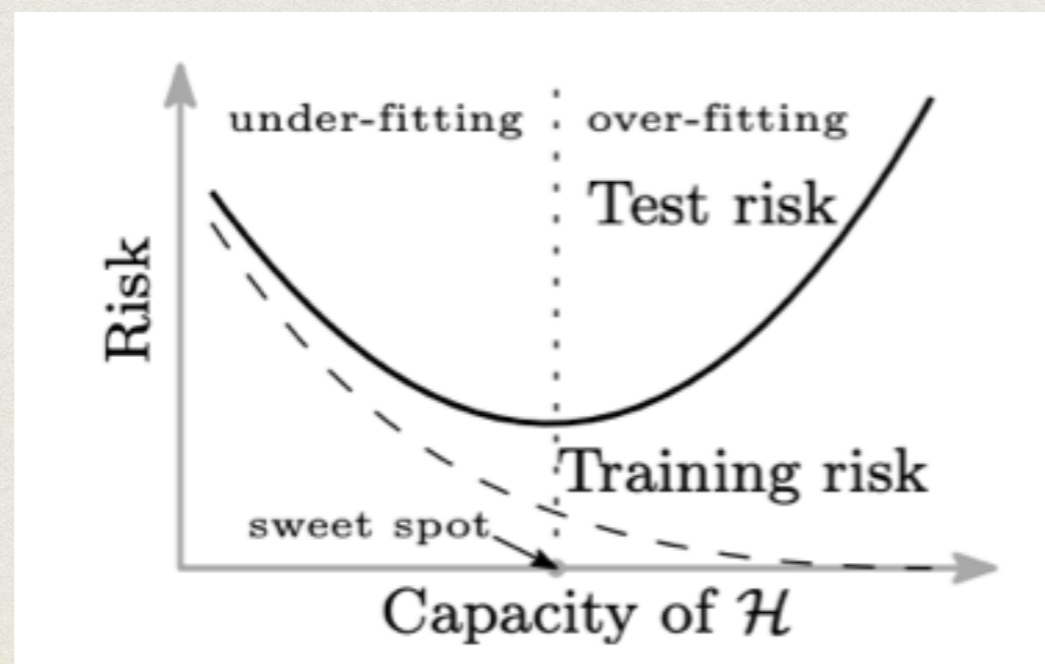 under-fitting
over-fitting
Test risk
Risk
Training risk
sweet spot
Capacity of ℋ